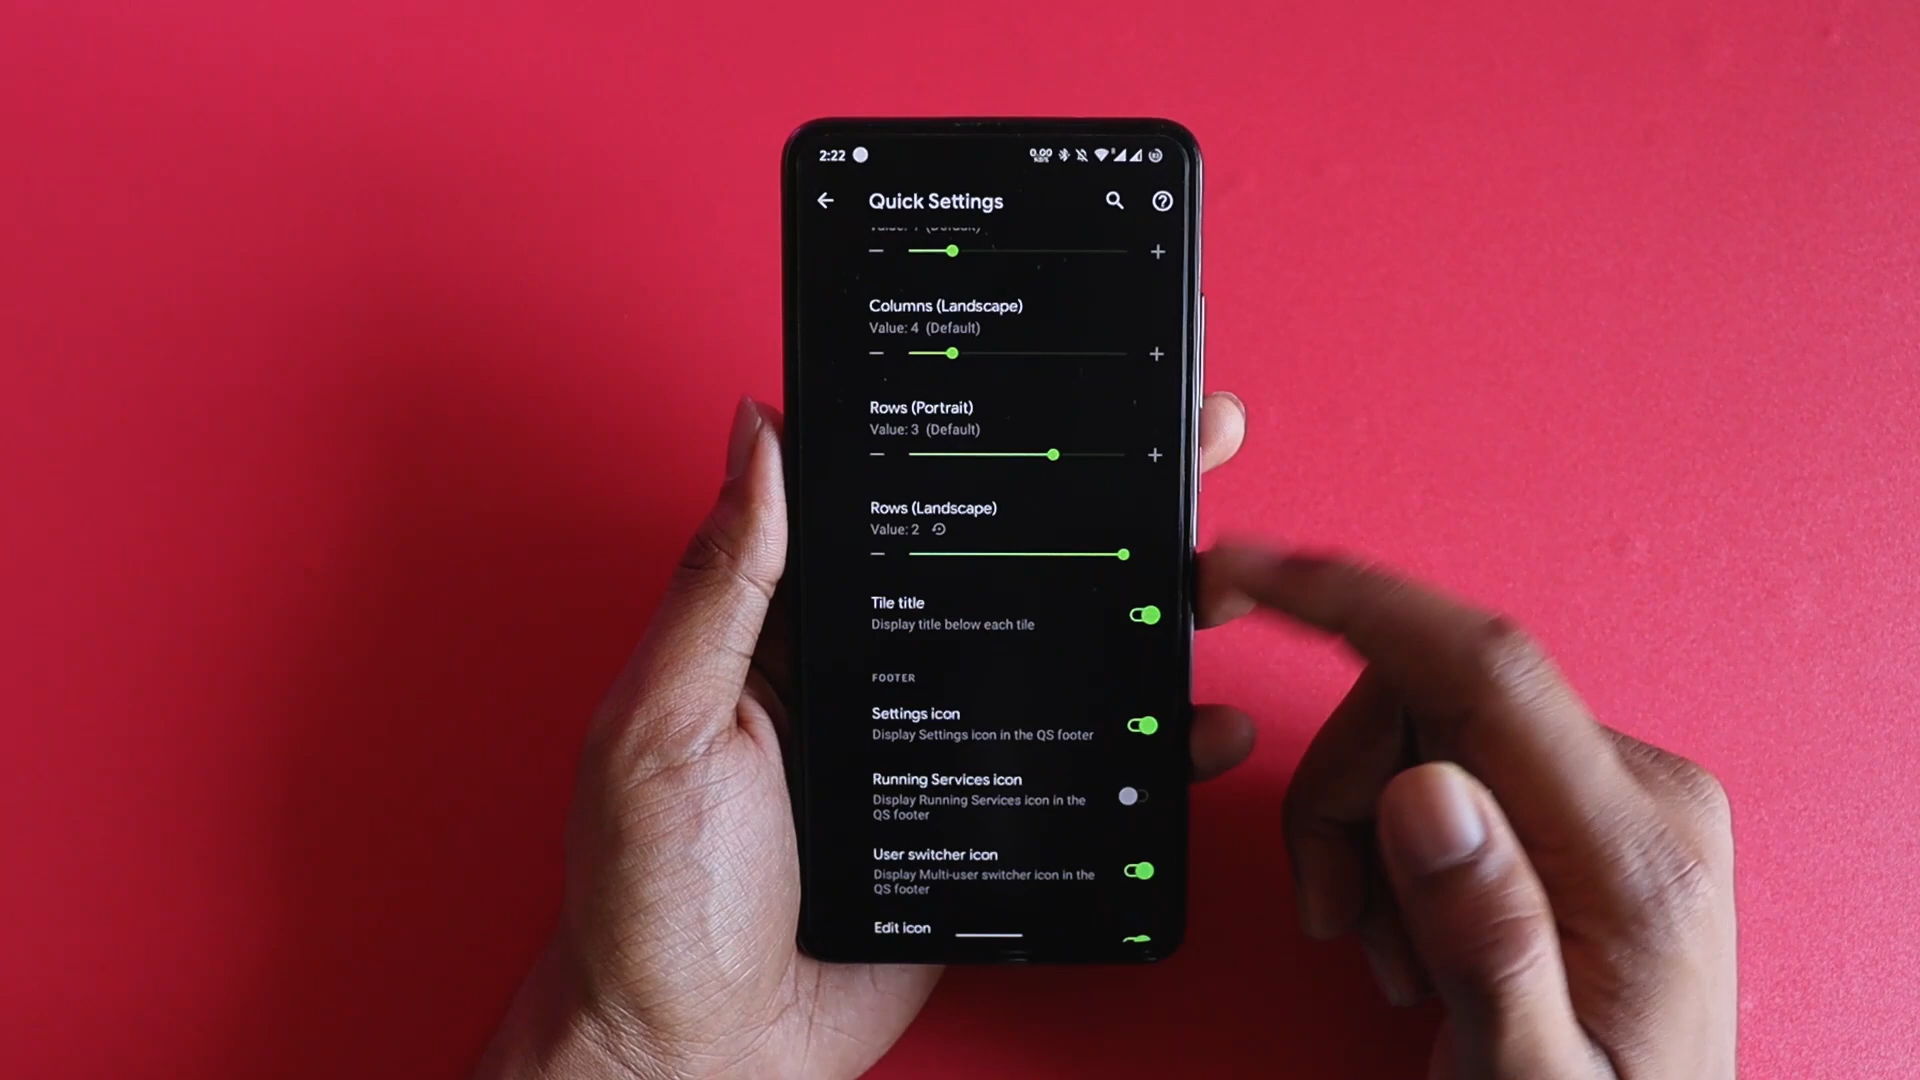 2:22
0.00
KB/S
Quick Settings
Columns (Landscape)
Value: 4 (Default)
Rows (Portrait)
Value: 3 (Default)
Rows (Landscape)
Value: 2
Tile title
Display title below each tile
FOOTER
Settings icon
Display Settings icon in the QS footer
Running Services icon
Display Running Services icon in the
QS footer
User switcher icon
Display Multi-user switcher icon in the
QS footer
Edit icon